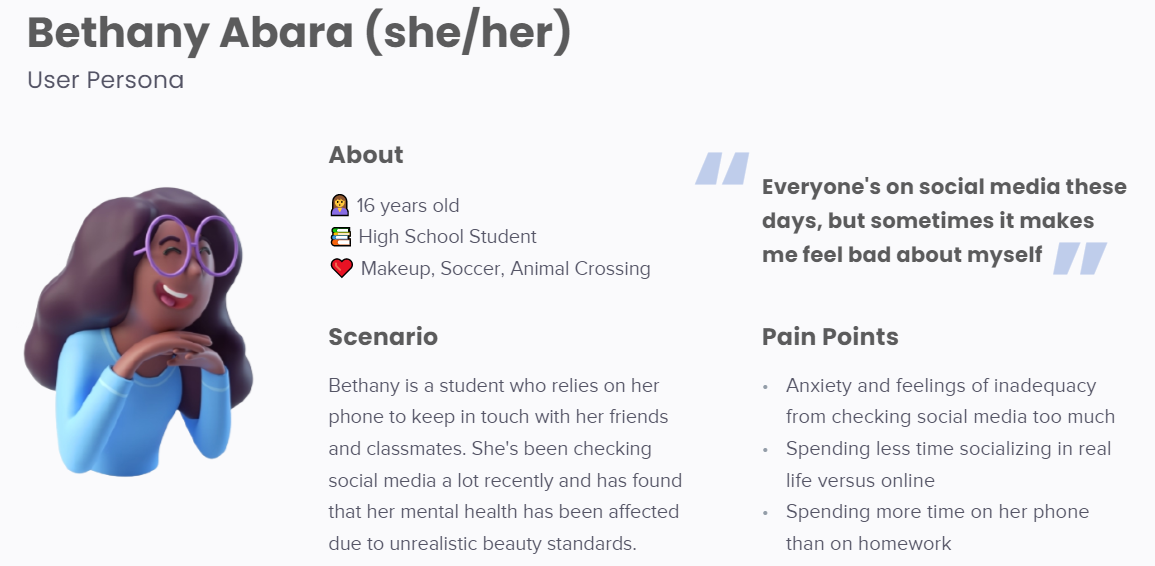 Bethany Abara (she/her)
User Persona
About
16 years old
High School Student
Makeup, Soccer, Animal Crossing
"Everyone's on social media these
days, but sometimes it makes
me feel bad about myself"
Scenario
Bethany is a student who relies on her
phone to keep in touch with her friends
and classmates. She's been checking
social media a lot recently and has found
that her mental health has been affected
due to unrealistic beauty standards.
Pain Points
• Anxiety and feelings of inadequacy
from checking social media too much
• Spending less time socializing in real
life versus online
• Spending more time on her phone
than on homework